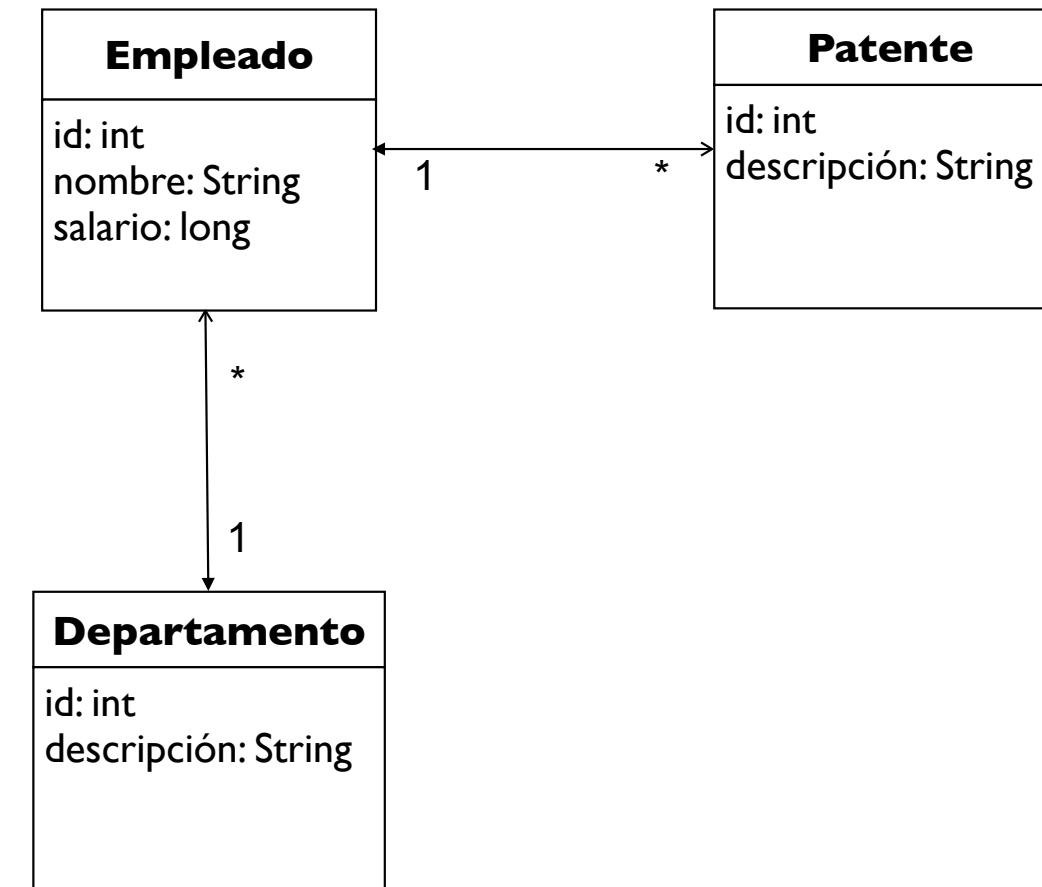 Empleado
id: int
nombre: String
salario: long
1
*
Patente
id: int
descripción: String
*
1
Departamento
id: int
descripción: String